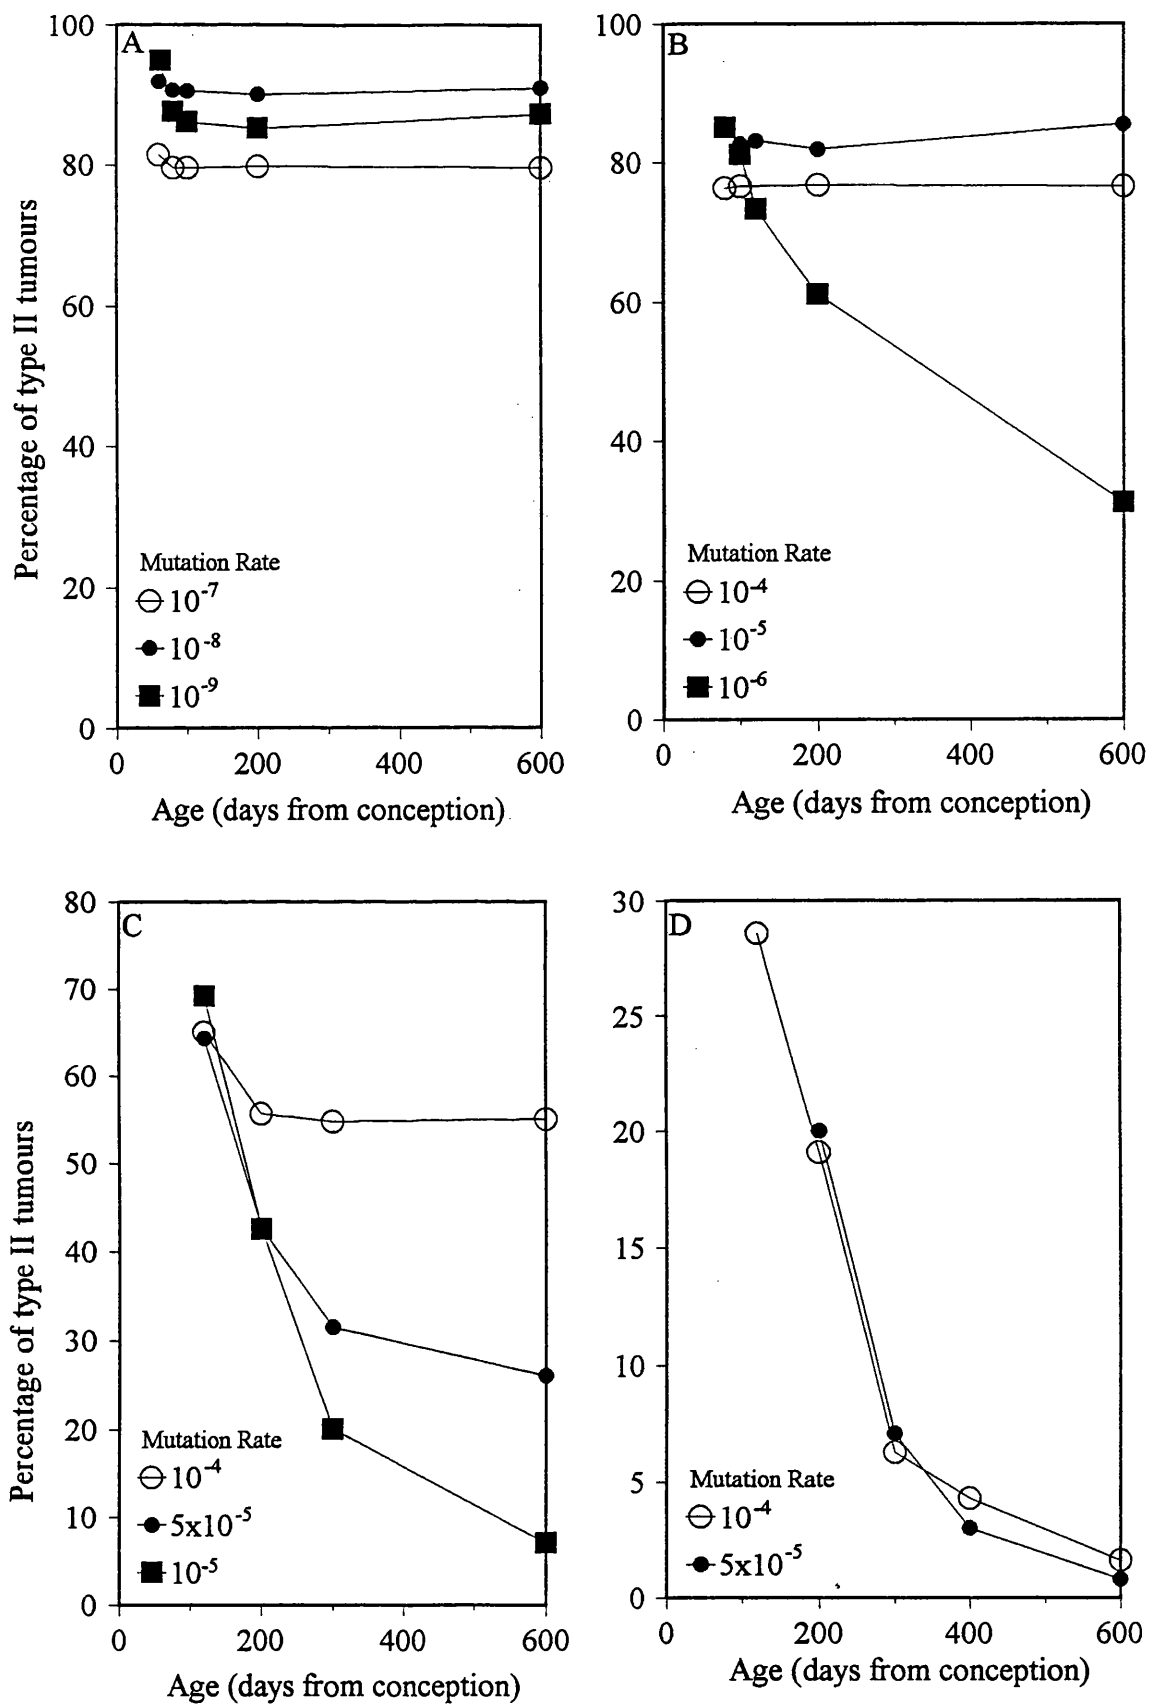 A
100
80
60
40
20
0
Percentage of type II tumours
Mutation Rate
10⁻⁷
10⁻⁸
10⁻⁹
0 200 400 600
Age (days from conception)
B
100
80
60
40
20
0
Mutation Rate
10⁻⁴
10⁻⁵
10⁻⁶
0 200 400 600
Age (days from conception)
C
80
70
60
50
40
30
20
10
0
Percentage of type II tumours
Mutation Rate
10⁻⁴
5x10⁻⁵
10⁻⁵
0 200 400 600
Age (days from conception)
D
30
25
20
15
10
5
0
Mutation Rate
10⁻⁴
5x10⁻⁵
0 200 400 600
Age (days from conception)